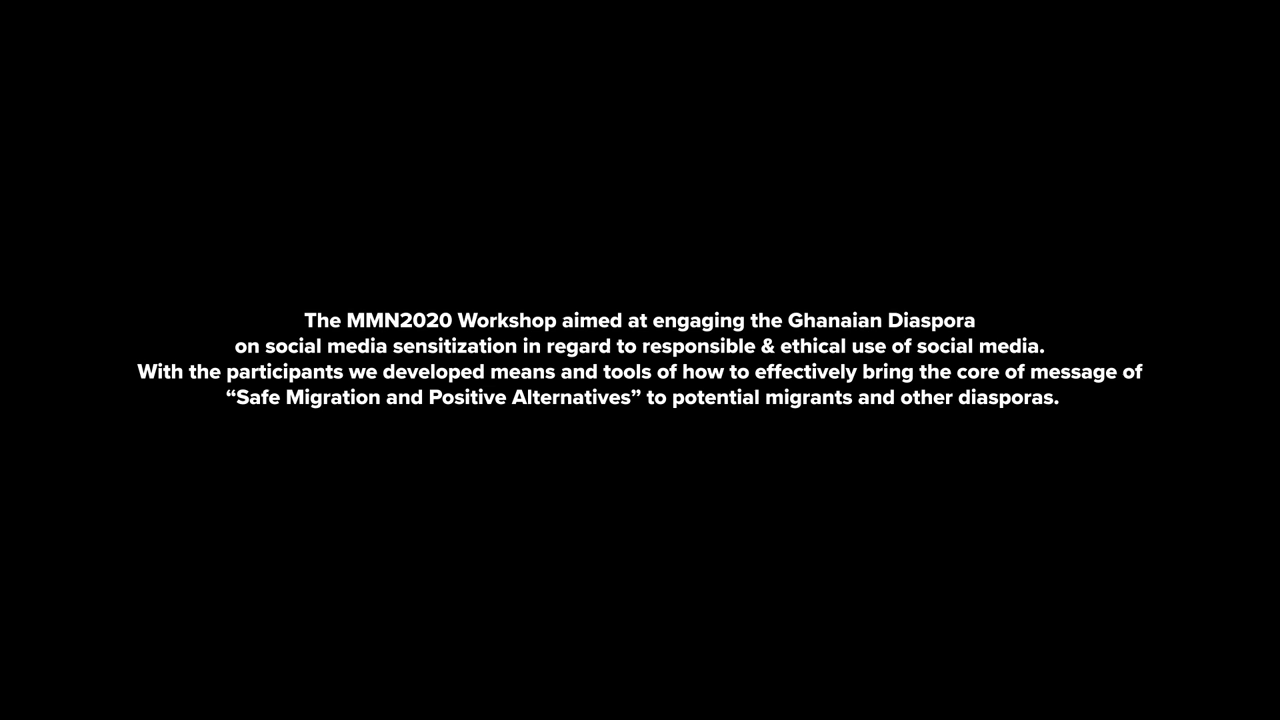 The MMN2020 Workshop aimed at engaging the Ghanaian Diaspora
on social media sensitization in regard to responsible & ethical use of social media.
With the participants we developed means and tools of how to effectively bring the core of message of
“Safe Migration and Positive Alternatives” to potential migrants and other diasporas.